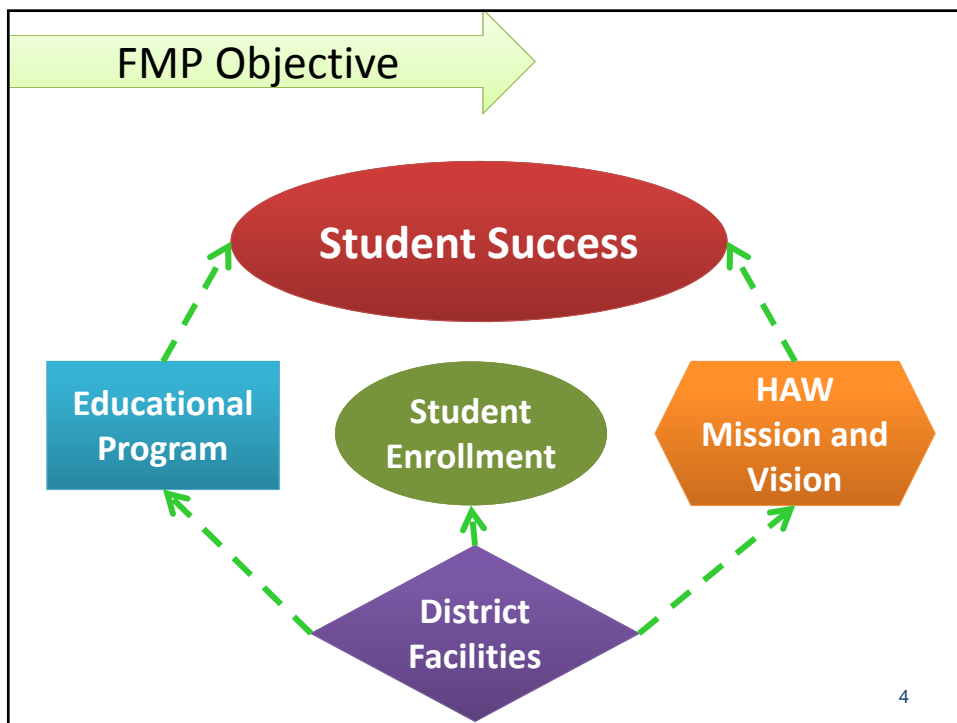 FMP Objective
Student Success
Educational
Program
Student
Enrollment
HAW
Mission and
Vision
District
Facilities
4